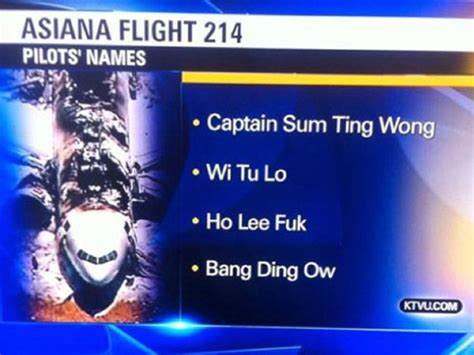 ASIANA FLIGHT 214
PILOTS' NAMES
• Captain Sum Ting Wong
• Wi Tu Lo
• Ho Lee Fuk
• Bang Ding Ow
KTVU.COM